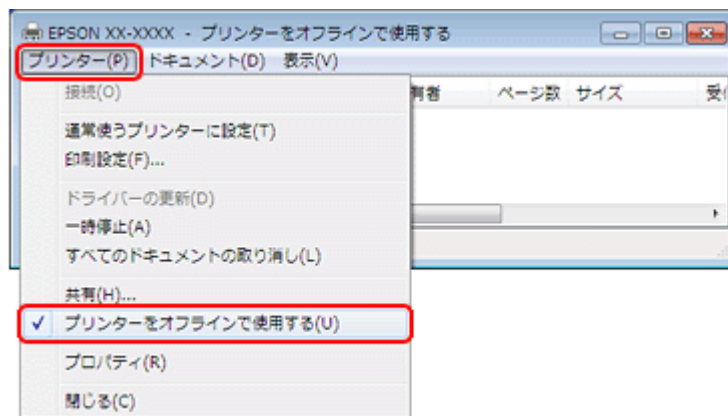 EPSON XX-XXXX - プリンターをオフラインで使用する
プリンター(P) ドキュメント(D) 表示(V)
接続(O)
有者 ページ数 サイズ 受
通常使うプリンターに設定(T)
印刷設定(F)...
ドライバーの更新(D)
一時停止(A)
すべてのドキュメントの取り消し(L)
共有(H)...
✓ プリンターをオフラインで使用する(U)
プロパティ(R)
閉じる(C)